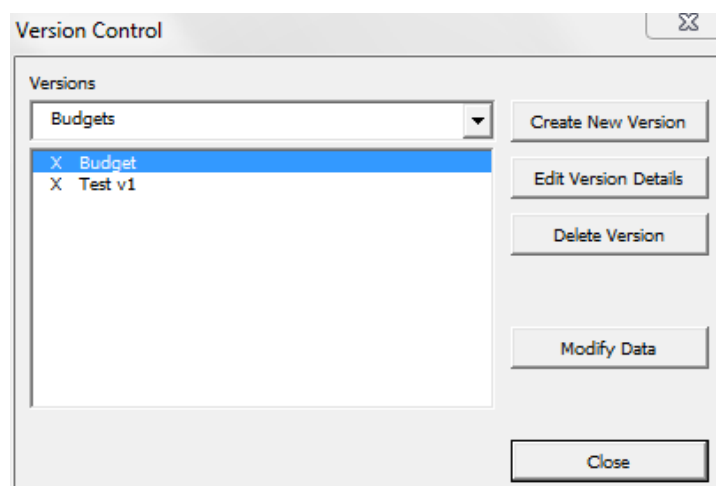 Version Control
Versions
Budgets
Create New Version
X Budget
X Test v1
Edit Version Details
Delete Version
Modify Data
Close